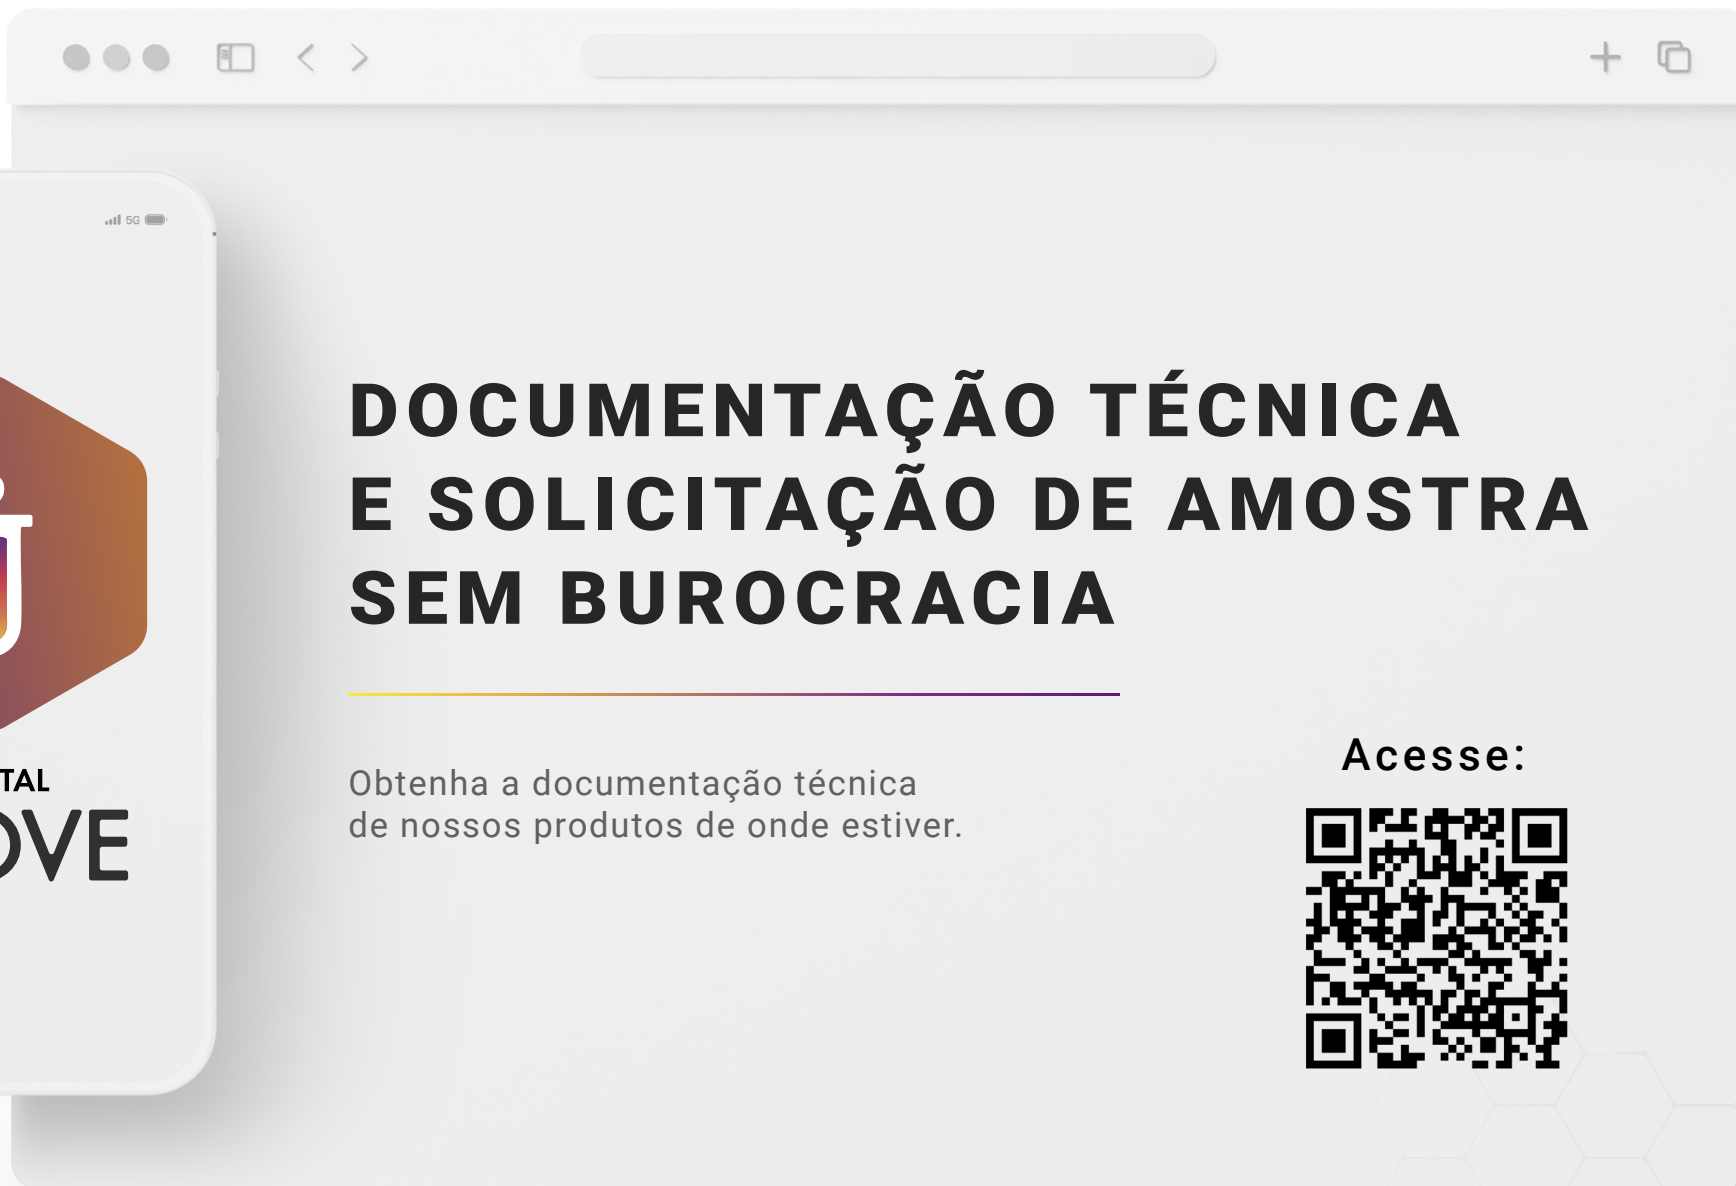 5G
DOCUMENTAÇÃO TÉCNICA
E SOLICITAÇÃO DE AMOSTRA
SEM BUROCRACIA
Obtenha a documentação técnica
de nossos produtos de onde estiver.
Acesse:
TAL
OVE